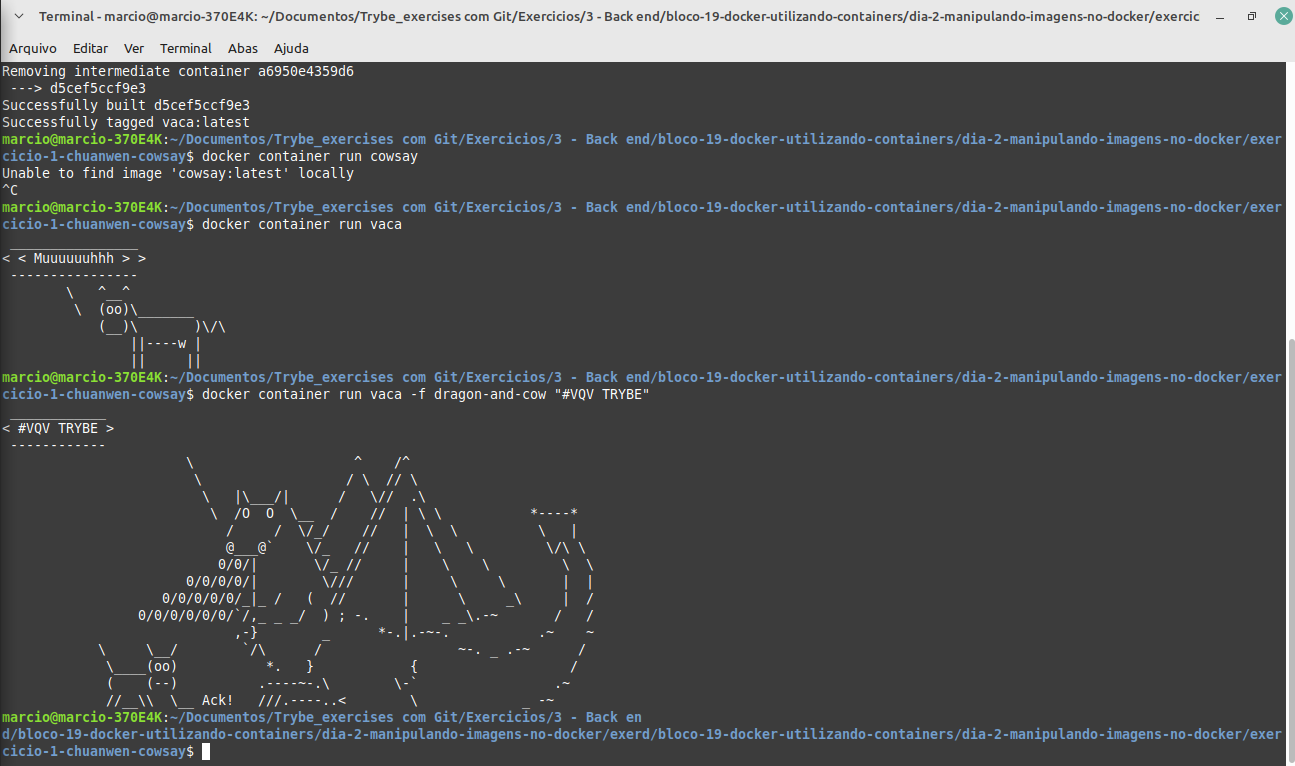 Terminal - marcio@marcio-370E4K: ~/Documentos/Trybe_exercises com Git/Exercicios/3 - Back end/bloco-19-docker-utilizando-containers/dia-2-manipulando-imagens-no-docker/exercic
Arquivo Editar Ver Terminal Abas Ajuda
Removing intermediate container a6950e4359d6
 ---> d5cef5ccf9e3
Successfully built d5cef5ccf9e3
Successfully tagged vaca:latest
marcio@marcio-370E4K:~/Documentos/Trybe_exercises com Git/Exercicios/3 - Back end/bloco-19-docker-utilizando-containers/dia-2-manipulando-imagens-no-docker/exer
cicio-1-chuanwen-cowsay$ docker container run cowsay
Unable to find image 'cowsay:latest' locally
^C
marcio@marcio-370E4K:~/Documentos/Trybe_exercises com Git/Exercicios/3 - Back end/bloco-19-docker-utilizando-containers/dia-2-manipulando-imagens-no-docker/exer
cicio-1-chuanwen-cowsay$ docker container run vaca
 ________________
< < Muuuuuuhhh > >
 ----------------
        \   ^__^
         \  (oo)\_______
            (__)\       )\/\
                ||----w |
                ||     ||
marcio@marcio-370E4K:~/Documentos/Trybe_exercises com Git/Exercicios/3 - Back end/bloco-19-docker-utilizando-containers/dia-2-manipulando-imagens-no-docker/exer
cicio-1-chuanwen-cowsay$ docker container run vaca -f dragon-and-cow "#VQV TRYBE"
 ____________
< #VQV TRYBE >
 ------------
                       \                    ^    /^
                        \                  / \  // \
                         \   |\___/|      /   \//  .\
                          \  /O  O  \__  /    //  | \ \           *----*
                            /     /  \/_/    //   |  \  \          \   |
                            @___@`    \/_   //    |   \   \         \/\ \
                           0/0/|       \/_ //     |    \    \         \  \
                       0/0/0/0/|        \///      |     \     \       |  |
                    0/0/0/0/0/_|_ /   (  //       |      \     _\     |  /
                 0/0/0/0/0/0/`/,_ _ _/  ) ; -.    |    _ _\.-~       /   /
                             ,-}        _      *-.|.-~-.           .~    ~
            \     \__/        `/\      /                 ~-. _ .-~      /
             \____(oo)           *.   }            {                   /
             (    (--)          .----~-.\        \-`                 .~
             //__\\  \__ Ack!   ///.----..<        \             _ -~
marcio@marcio-370E4K:~/Documentos/Trybe_exercises com Git/Exercicios/3 - Back en
d/bloco-19-docker-utilizando-containers/dia-2-manipulando-imagens-no-docker/exerd/bloco-19-docker-utilizando-containers/dia-2-manipulando-imagens-no-docker/exer
cicio-1-chuanwen-cowsay$